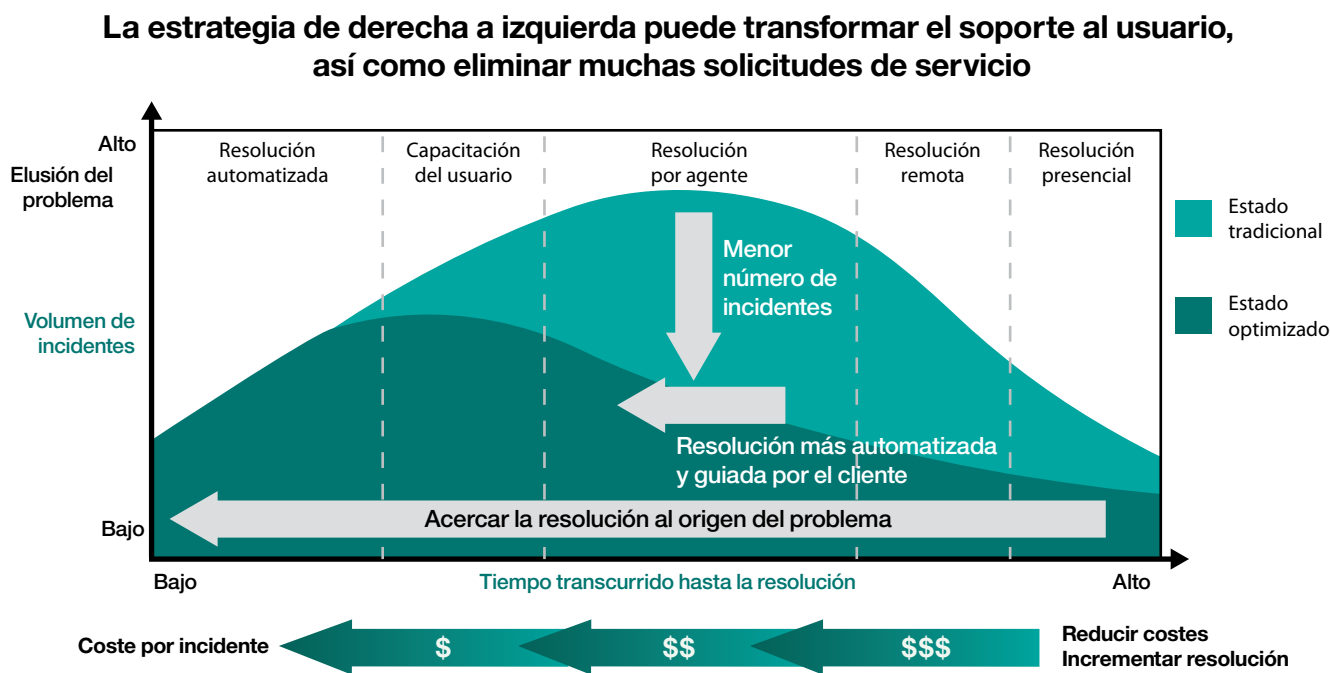 La estrategia de derecha a izquierda puede transformar el soporte al usuario,
así como eliminar muchas solicitudes de servicio
Alto
Elusión del
problema
Volumen de
incidentes
Bajo
Resolución
automatizada
Capacitación
del usuario
Resolución
por agente
Resolución
remota
Resolución
presencial
Menor
número de
incidentes
Resolución más automatizada
y guiada por el cliente
Acercar la resolución al origen del problema
Estado
tradicional
Estado
optimizado
Bajo
Tiempo transcurrido hasta la resolución
Alto
Coste por incidente
$
$$
$$$
Reducir costes
Incrementar resolución